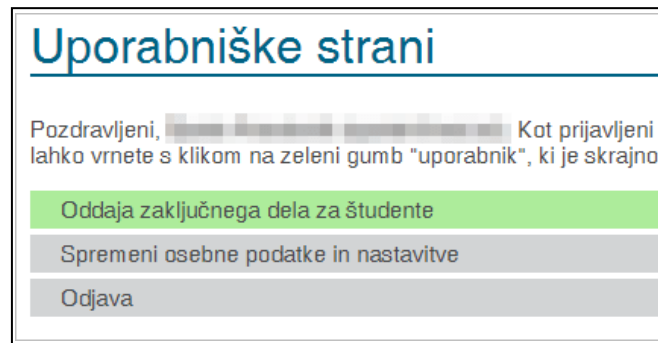 Uporabniške strani
Pozdravljeni, Kot prijavljeni
lahko vrnete s klikom na zeleni gumb "uporabnik", ki je skrajno
Oddaja zaključnega dela za študente
Spremeni osebne podatke in nastavitve
Odjava